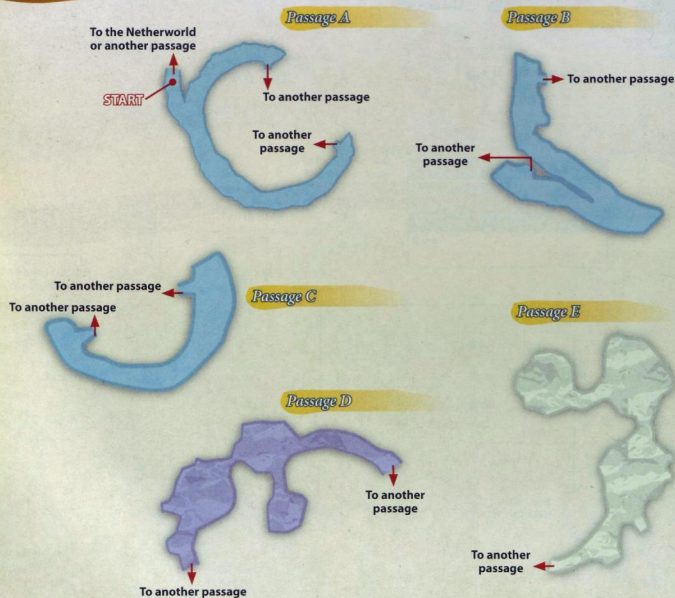 Passage A
To the Netherworld
or another passage
START
To another passage
To another
passage
Passage B
To another passage
To another
passage
Passage C
To another passage
To another passage
Passage D
To another
passage
To another passage
Passage E
To another
passage